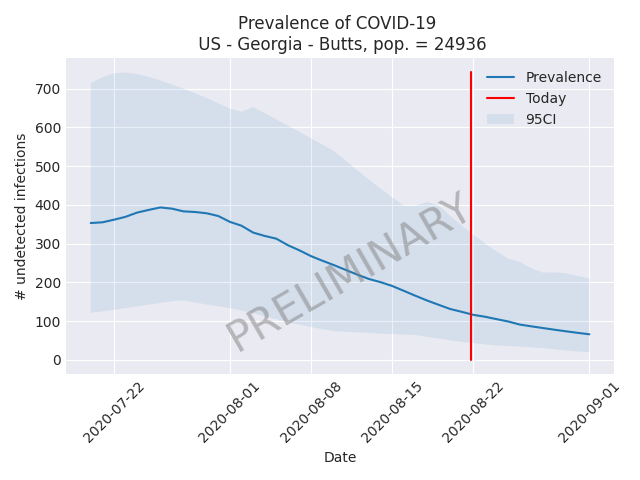 Prevalence of COVID-19
US - Georgia - Butts, pop. = 24936
# undetected infections
700
600
500
400
300
200
100
0
Prevalence
Today
95CI
PRELIMINARY
2020-07-22
2020-08-01
2020-08-08
2020-08-15
2020-08-22
2020-09-01
Date